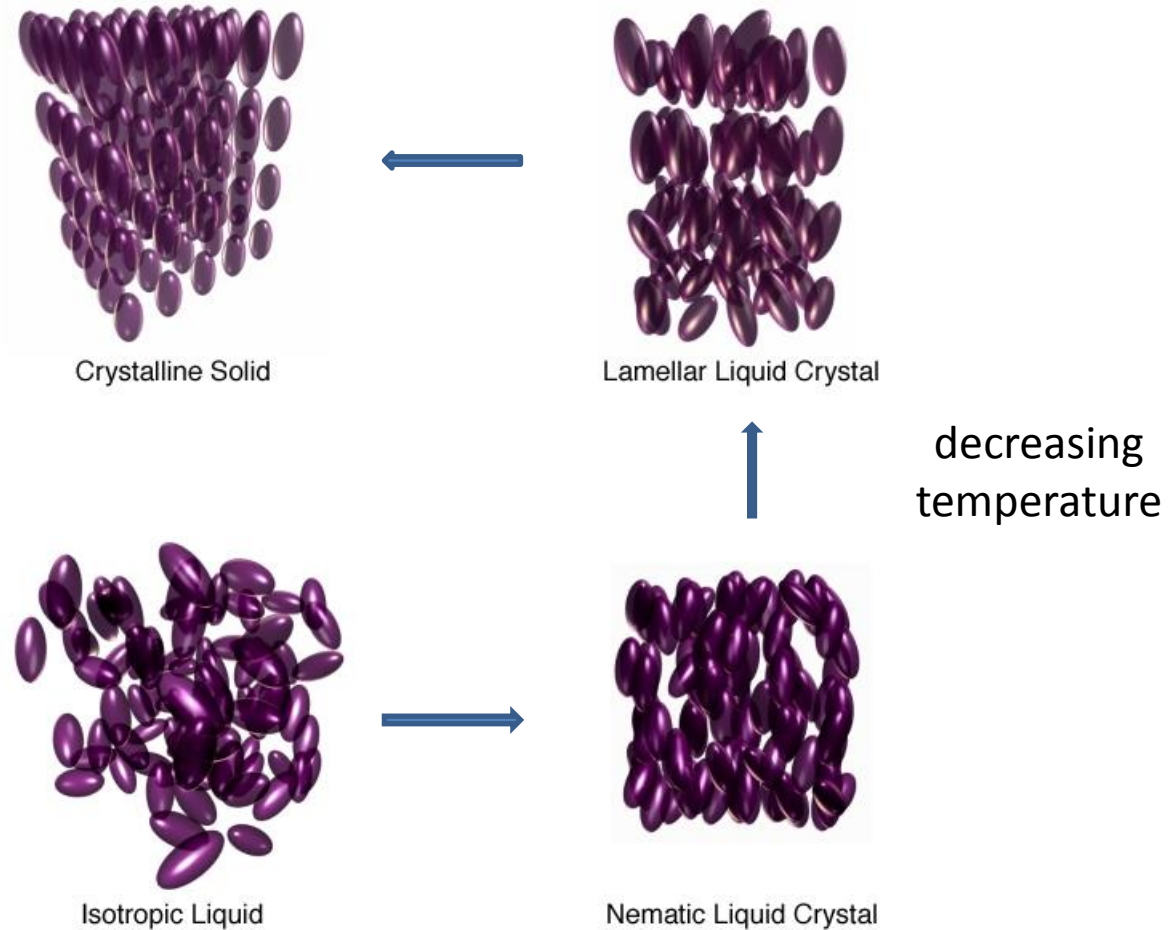 Crystalline Solid
Lamellar Liquid Crystal
decreasing
temperature
Isotropic Liquid
Nematic Liquid Crystal